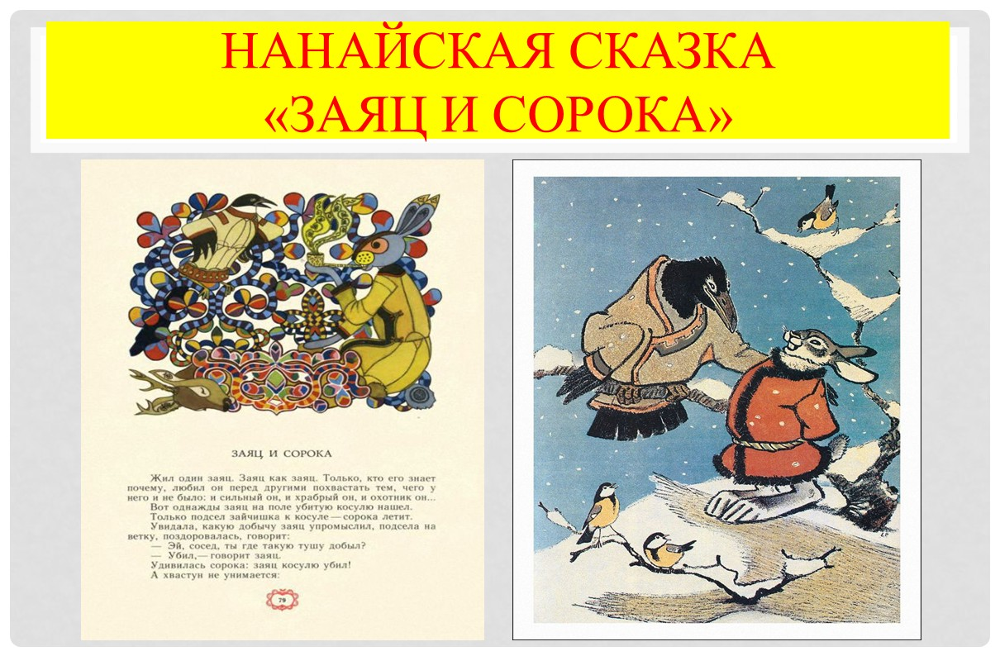 НАНАЙСКАЯ СКАЗКА
«ЗАЯЦ И СОРОКА»
ЗАЯЦ И СОРОКА
Жил один заяц. Заяц как заяц. Только, кто его знает
почему, любил он перед другими похвастать тем, чего у
него и не было: и сильный он, и храбрый он, и охотник он...
Вот однажды заяц на поле убитую косулю нашел.
Только подсел зайчишка к косуле — сорока летит.
Увидала, какую добычу заяц упромыслил, подсела на
ветку, поздоровалась, говорит:
— Эй, сосед, ты где такую тушу добыл?
— Убил,— говорит заяц.
Удивилась сорока: заяц косулю убил!
А хвастун не унимается:
79